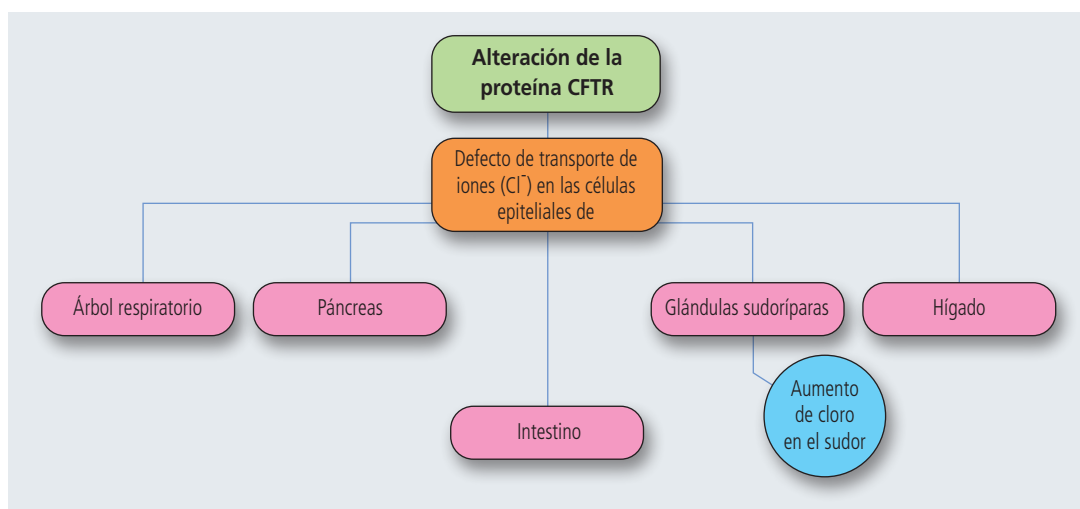 Alteración de la
proteína CFTR
Defecto de transporte de
iones (Cl⁻) en las células
epiteliales de
Árbol respiratorio
Páncreas
Glándulas sudoríparas
Hígado
Intestino
Aumento
de cloro
en el sudor